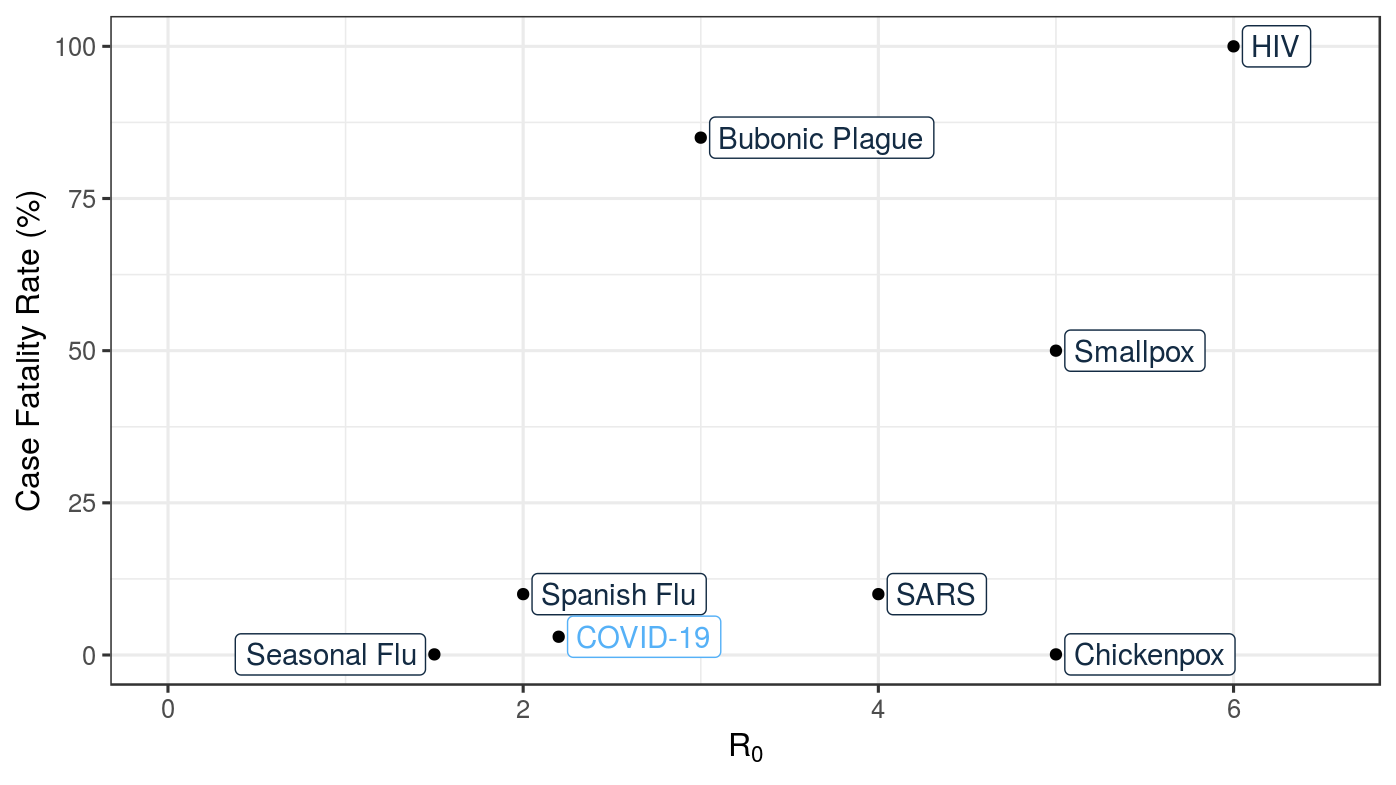 Case Fatality Rate (%)
100
75
50
25
0
HIV
Bubonic Plague
Smallpox
Spanish Flu
SARS
COVID-19
Seasonal Flu
Chickenpox
0
2
4
6
R₀